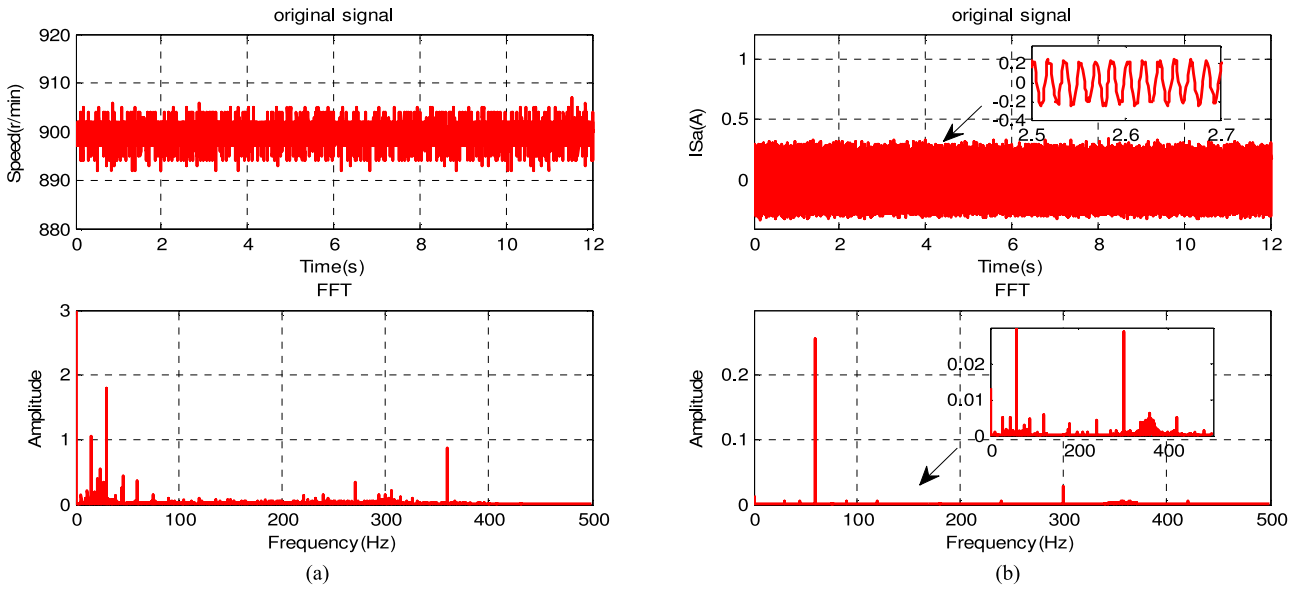 original signal
920
910
900
890
880
Speed(r/min)
0 2 4 6 8 10 12
Time(s)
FFT
3
2
1
0
Amplitude
0 100 200 300 400 500
Frequency(Hz)
(a)
original signal
1
0.5
0
ISa(A)
0.2
0
-0.2
-0.4
2.5 2.6 2.7
0 2 4 6 8 10 12
Time(s)
FFT
0.2
0.1
0
Amplitude
0.02
0.01
0
0 200 400
0 100 200 300 400 500
Frequency(Hz)
(b)